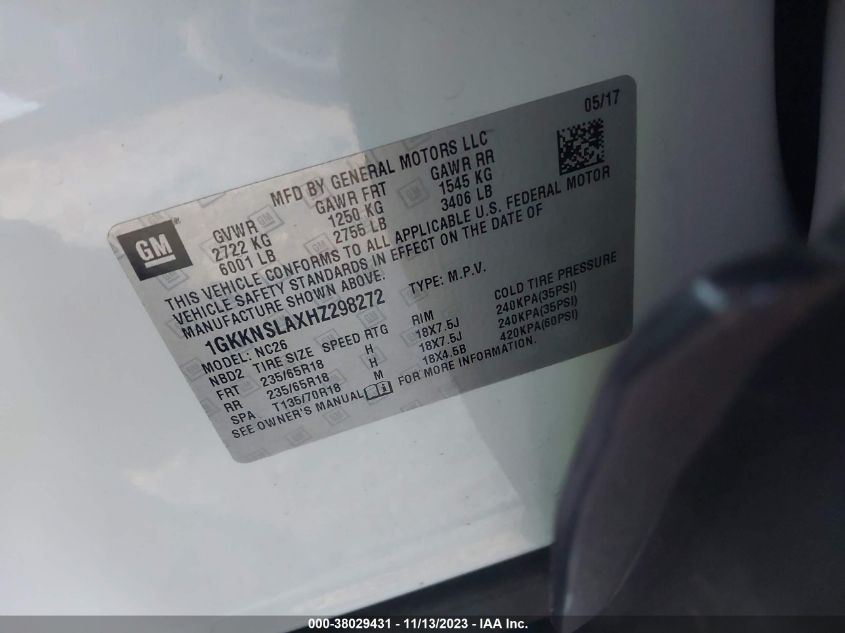 05/17
MFD BY GENERAL MOTORS LLC
GM
GVWR GAWR FRT GAWR RR
2722 KG 1250 KG 1545 KG
6001 LB 2755 LB 3406 LB
THIS VEHICLE CONFORMS TO ALL APPLICABLE U.S. FEDERAL MOTOR
VEHICLE SAFETY STANDARDS IN EFFECT ON THE DATE OF
MANUFACTURE SHOWN ABOVE.
1GKKNSLAXHZ298272 TYPE: M.P.V.
MODEL: NC26
NBD2 TIRE SIZE SPEED RTG RIM COLD TIRE PRESSURE
FRT 235/65R18 H 18X7.5J 240KPA(35PSI)
RR 235/65R18 H 18X7.5J 240KPA(35PSI)
SPA T135/70R18 M 18X4.5B 420KPA(60PSI)
SEE OWNER'S MANUAL FOR MORE INFORMATION.
000-38029431 - 11/13/2023 - IAA Inc.